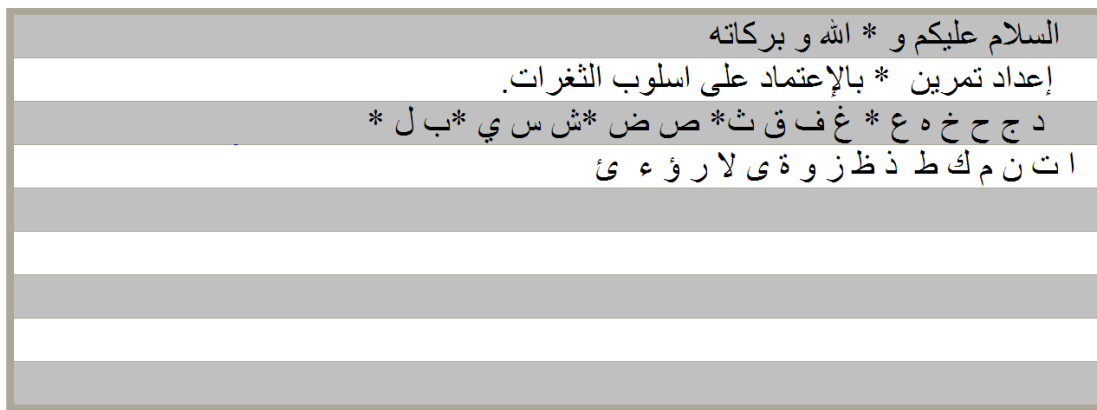 السلام عليكم و * الله و بركاته
إعداد تمرين * بالإعتماد على اسلوب الثغرات.
د ج ح خ ه ع * غ ف ق ث* ص ض *ش س ي *ب ل *
ا ت ن م ك ط ذ ظ ز و ة ى لا ر ؤ ء ئ